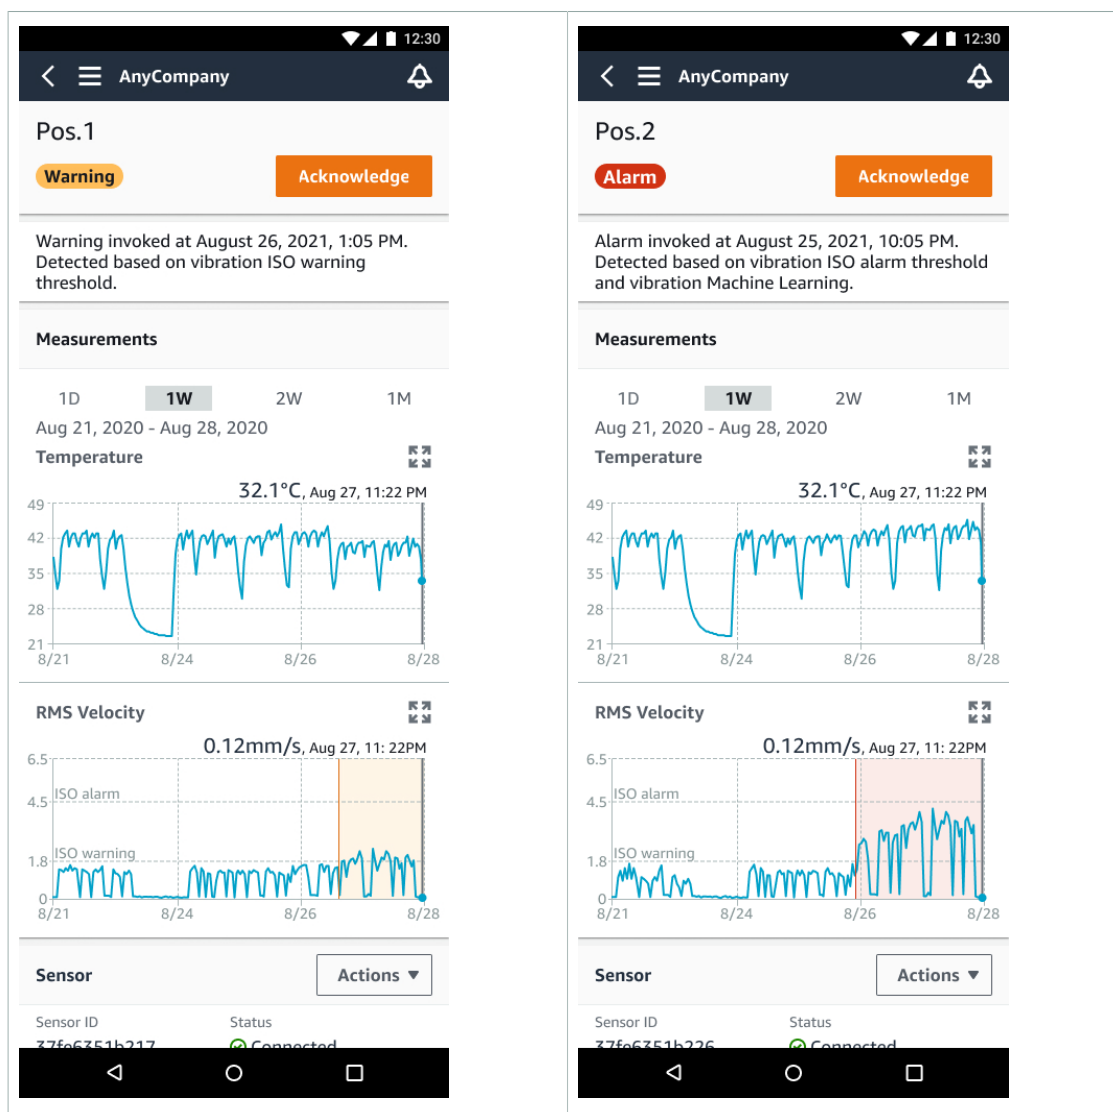 12:30
AnyCompany
Pos.1
Warning
Acknowledge
Warning invoked at August 26, 2021, 1:05 PM.
Detected based on vibration ISO warning
threshold.
Measurements
1D 1W 2W 1M
Aug 21, 2020 - Aug 28, 2020
Temperature
32.1°C, Aug 27, 11:22 PM
49
42
35
28
21
8/21 8/24 8/26 8/28
RMS Velocity
0.12mm/s, Aug 27, 11: 22PM
6.5
ISO alarm
4.5
ISO warning
1.8
0
8/21 8/24 8/26 8/28
Sensor
Actions
Sensor ID Status
37fe6351b217 Connected
12:30
AnyCompany
Pos.2
Alarm
Acknowledge
Alarm invoked at August 25, 2021, 10:05 PM.
Detected based on vibration ISO alarm threshold
and vibration Machine Learning.
Measurements
1D 1W 2W 1M
Aug 21, 2020 - Aug 28, 2020
Temperature
32.1°C, Aug 27, 11:22 PM
49
42
35
28
21
8/21 8/24 8/26 8/28
RMS Velocity
0.12mm/s, Aug 27, 11: 22PM
6.5
ISO alarm
4.5
ISO warning
1.8
0
8/21 8/24 8/26 8/28
Sensor
Actions
Sensor ID Status
37fe6351b226 Connected